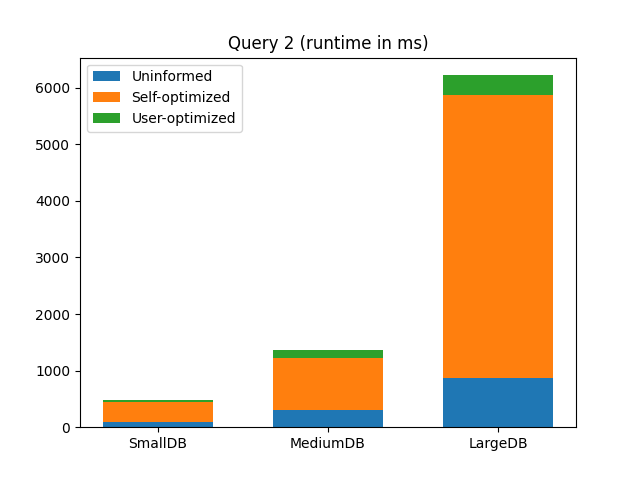 Query 2 (runtime in ms)
Uninformed
Self-optimized
User-optimized
6000
5000
4000
3000
2000
1000
0
SmallDB MediumDB LargeDB